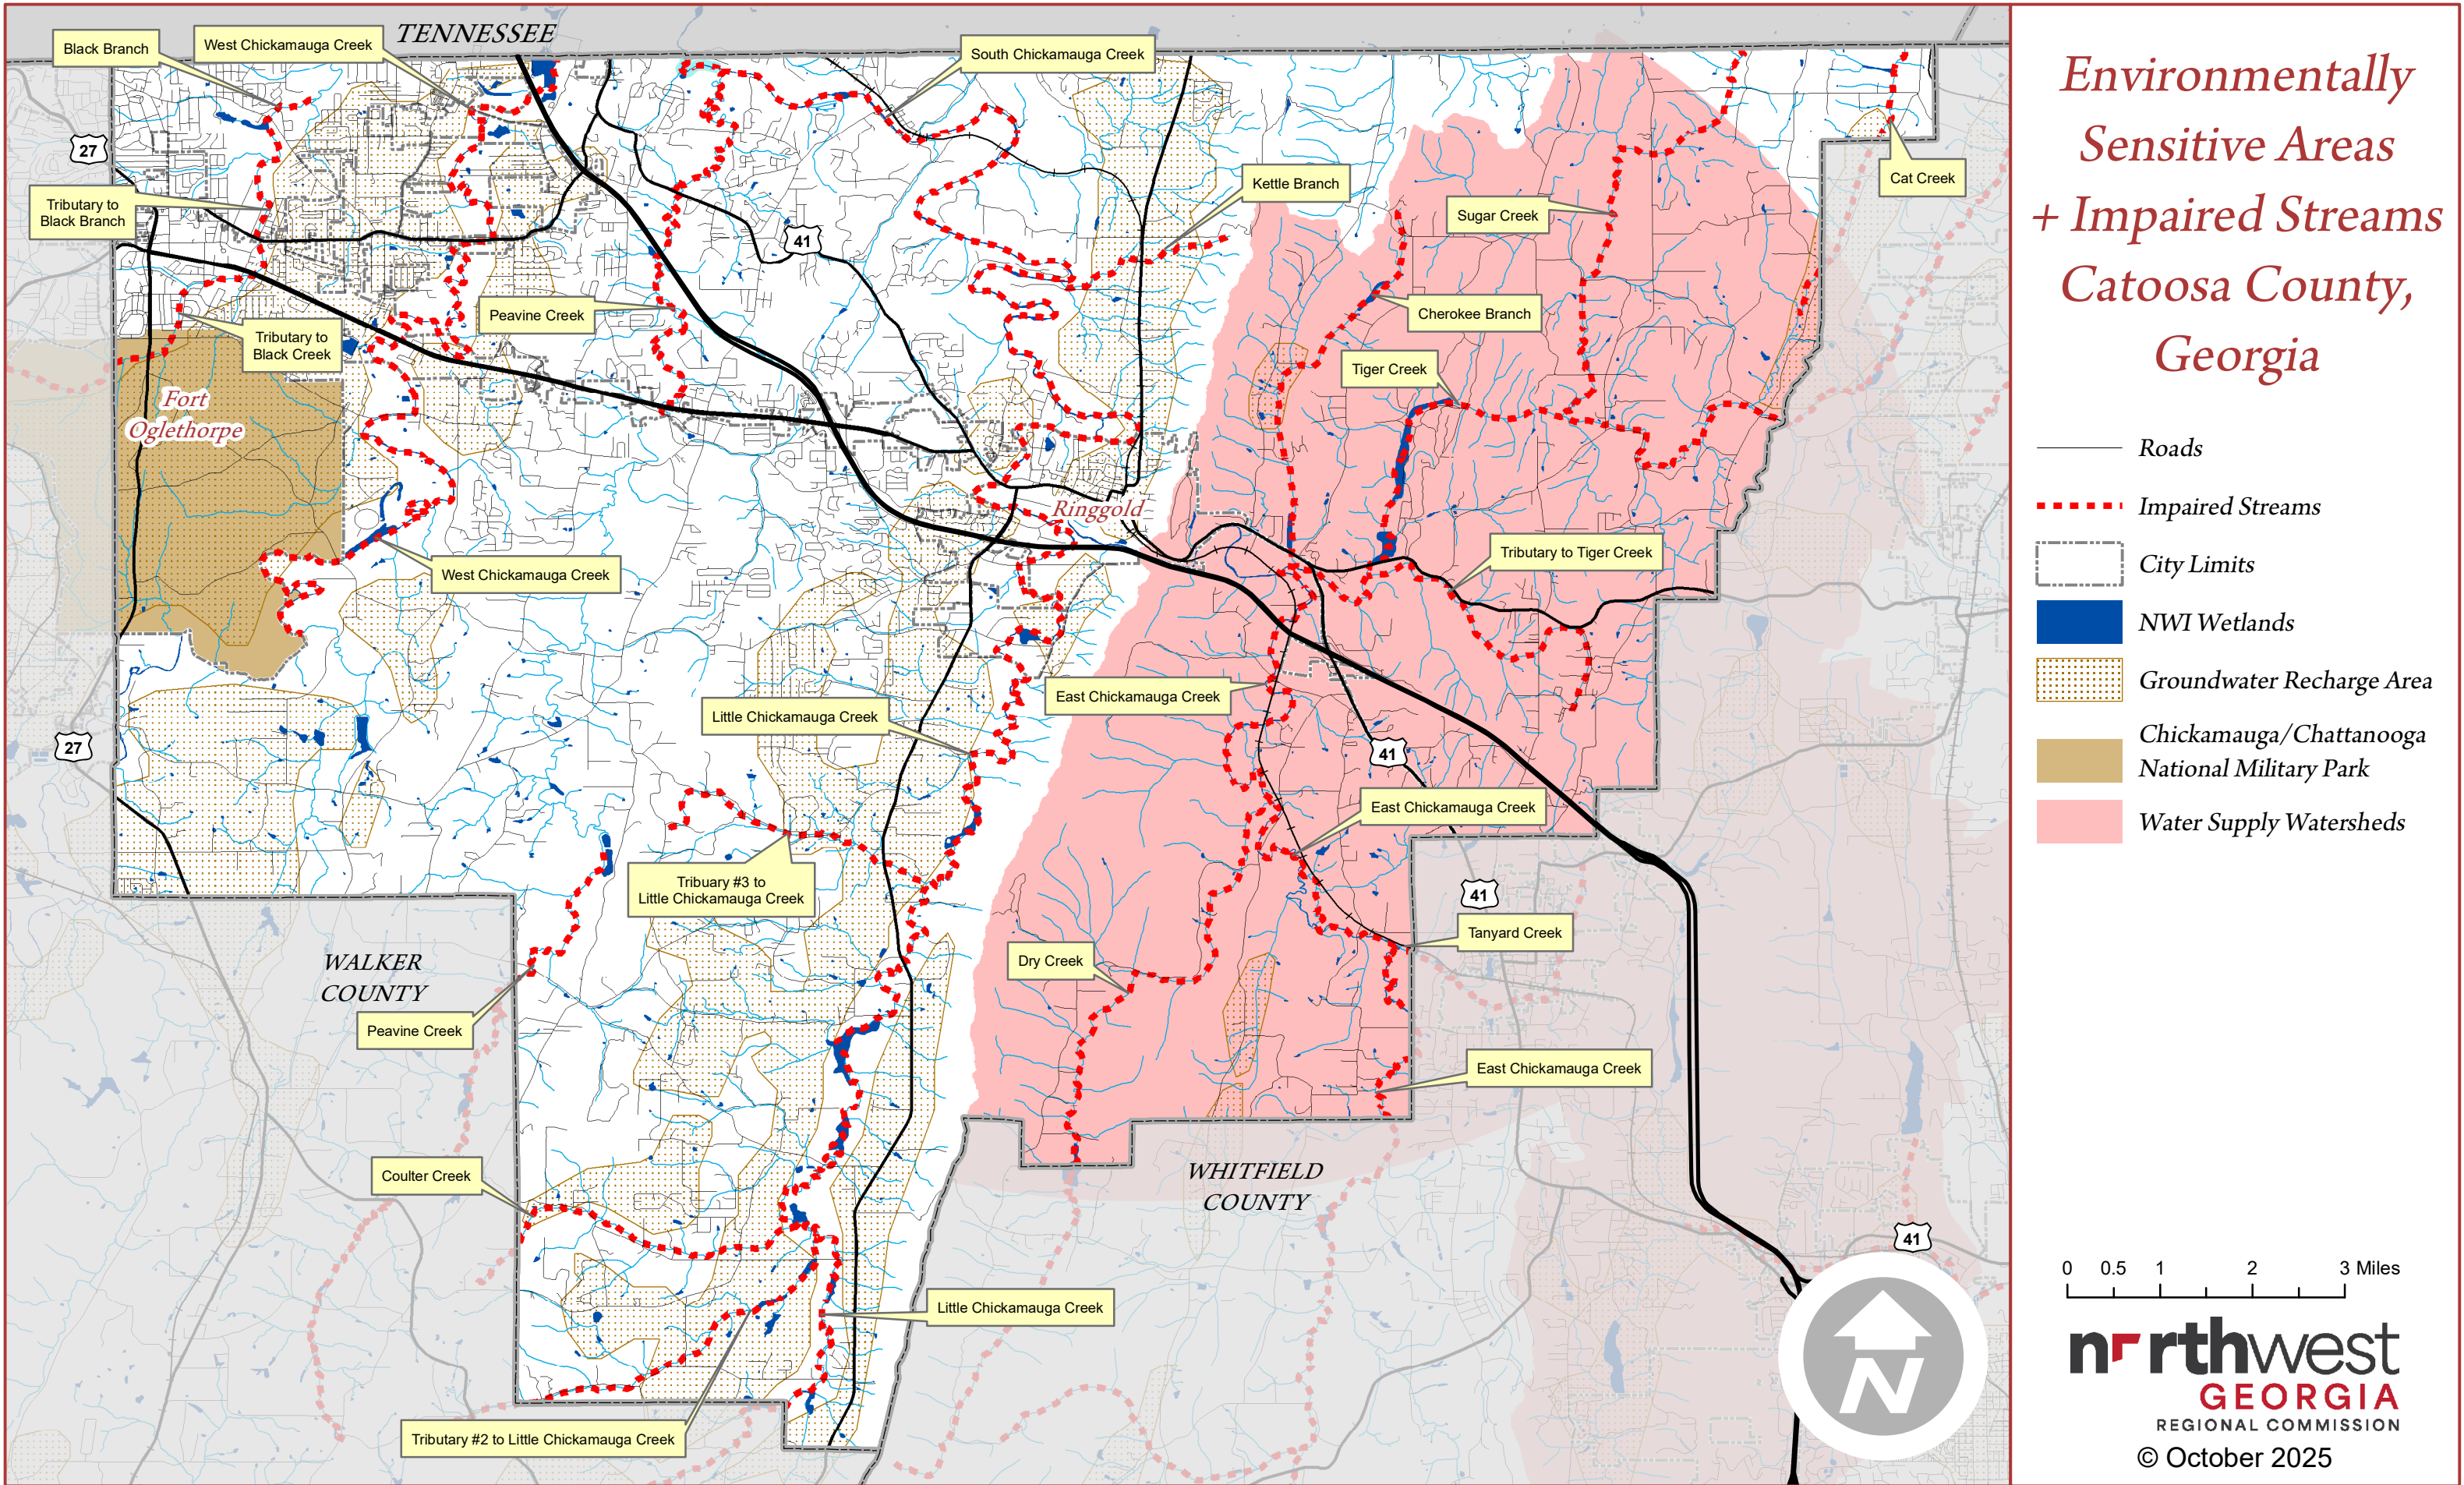 TENNESSEE
Black Branch
West Chickamauga Creek
South Chickamauga Creek
27
Tributary to
Black Branch
Kettle Branch
Cat Creek
Sugar Creek
41
Peavine Creek
Cherokee Branch
Tributary to
Black Creek
Tiger Creek
Fort
Oglethorpe
Ringgold
West Chickamauga Creek
Tributary to Tiger Creek
East Chickamauga Creek
Little Chickamauga Creek
27
41
East Chickamauga Creek
Tribuary #3 to
Little Chickamauga Creek
41
Tanyard Creek
Dry Creek
WALKER
COUNTY
Peavine Creek
East Chickamauga Creek
Coulter Creek
WHITFIELD
COUNTY
41
Little Chickamauga Creek
Tributary #2 to Little Chickamauga Creek
N
Environmentally
Sensitive Areas
+ Impaired Streams
Catoosa County,
Georgia
Roads
Impaired Streams
City Limits
NWI Wetlands
Groundwater Recharge Area
Chickamauga/Chattanooga
National Military Park
Water Supply Watersheds
0 0.5 1 2 3 Miles
northwest
GEORGIA
REGIONAL COMMISSION
© October 2025